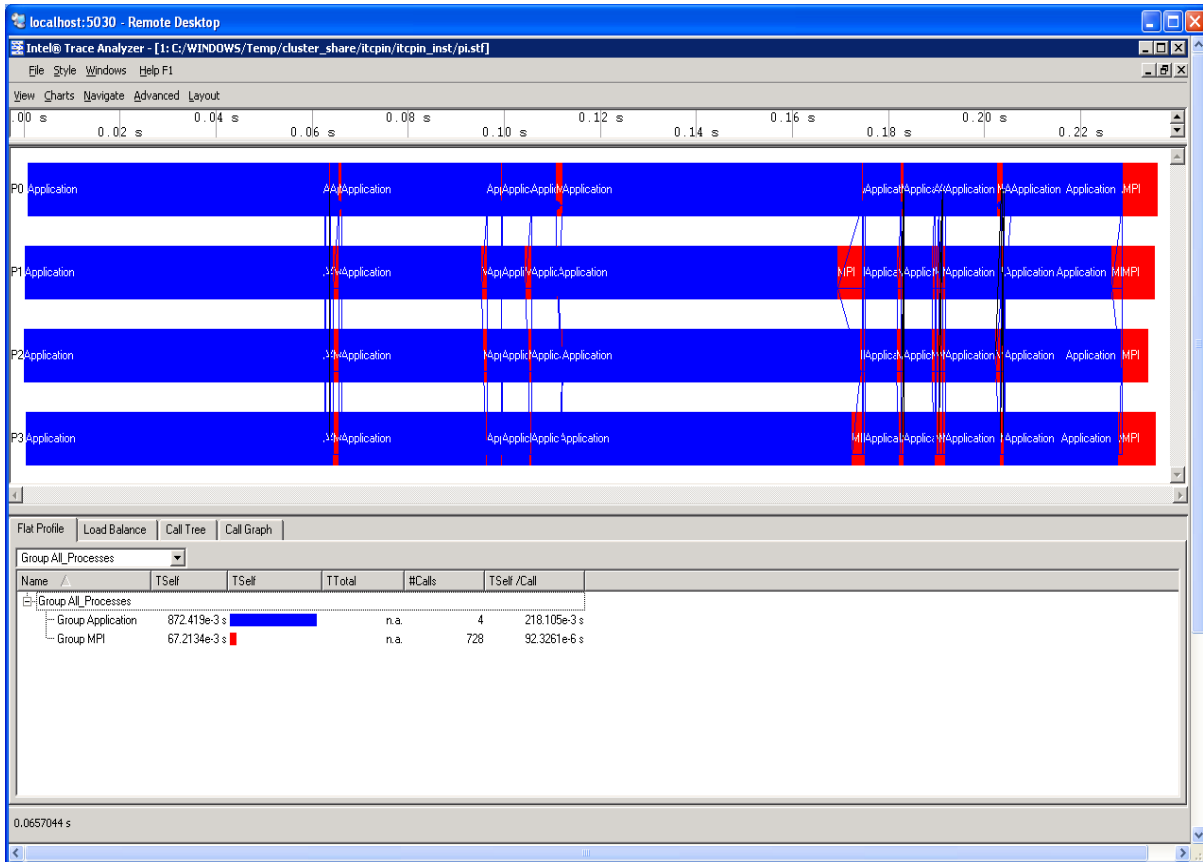 localhost:5030 - Remote Desktop
Intel® Trace Analyzer - [1: C:/WINDOWS/Temp/cluster_share/itcpin/itcpin_inst/pi.stf]
File Style Windows Help F1
View Charts Navigate Advanced Layout
.00 s 0.04 s 0.08 s 0.12 s 0.16 s 0.20 s
0.02 s 0.06 s 0.10 s 0.14 s 0.18 s 0.22 s
P0 Application Application Application Application Application Application MPI
P1 Application Application Application MPI Application Application Application MPI
P2 Application Application Application Application Application Application MPI
P3 Application Application Application Application Application Application MPI
Flat Profile Load Balance Call Tree Call Graph
Group All_Processes
Name TSelf TSelf TTotal #Calls TSelf /Call
Group All_Processes
Group Application 872.419e-3 s n.a. 4 218.105e-3 s
Group MPI 67.2134e-3 s n.a. 728 92.3261e-6 s
0.0657044 s